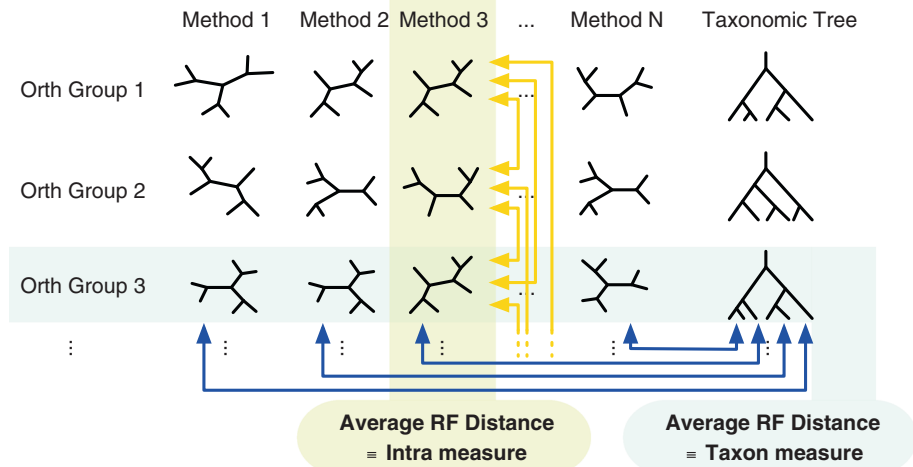 Method 1 Method 2 Method 3 ... Method N Taxonomic Tree
Orth Group 1 ...
Orth Group 2 ...
Orth Group 3 ...
⋮ ⋮ ⋮ ⋮ ⋮ ⋮
Average RF Distance Average RF Distance
≡ Intra measure ≡ Taxon measure